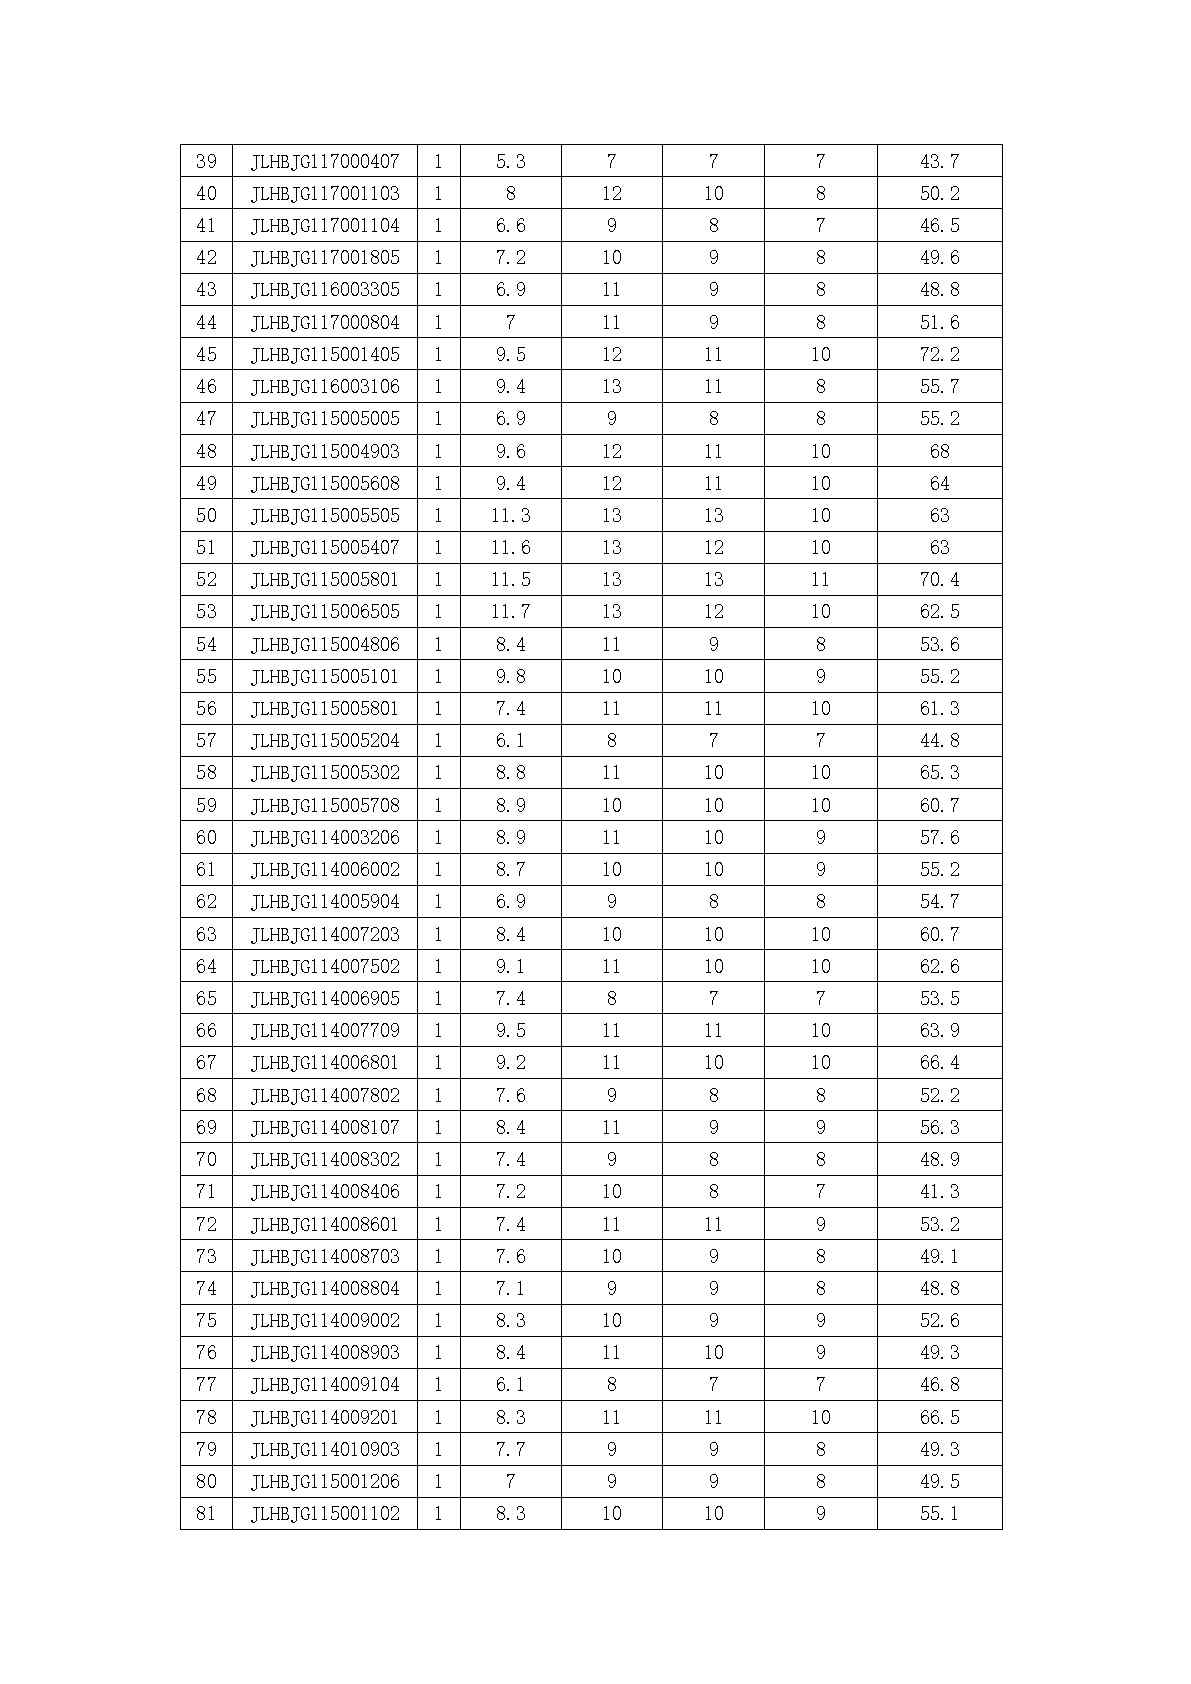 39 JLHBJG117000407 1 5.3 7 7 7 43.7
40 JLHBJG117001103 1 8 12 10 8 50.2
41 JLHBJG117001104 1 6.6 9 8 7 46.5
42 JLHBJG117001805 1 7.2 10 9 8 49.6
43 JLHBJG116003305 1 6.9 11 9 8 48.8
44 JLHBJG117000804 1 7 11 9 8 51.6
45 JLHBJG115001405 1 9.5 12 11 10 72.2
46 JLHBJG116003106 1 9.4 13 11 8 55.7
47 JLHBJG115005005 1 6.9 9 8 8 55.2
48 JLHBJG115004903 1 9.6 12 11 10 68
49 JLHBJG115005608 1 9.4 12 11 10 64
50 JLHBJG115005505 1 11.3 13 13 10 63
51 JLHBJG115005407 1 11.6 13 12 10 63
52 JLHBJG115005801 1 11.5 13 13 11 70.4
53 JLHBJG115006505 1 11.7 13 12 10 62.5
54 JLHBJG115004806 1 8.4 11 9 8 53.6
55 JLHBJG115005101 1 9.8 10 10 9 55.2
56 JLHBJG115005801 1 7.4 11 11 10 61.3
57 JLHBJG115005204 1 6.1 8 7 7 44.8
58 JLHBJG115005302 1 8.8 11 10 10 65.3
59 JLHBJG115005708 1 8.9 10 10 10 60.7
60 JLHBJG114003206 1 8.9 11 10 9 57.6
61 JLHBJG114006002 1 8.7 10 10 9 55.2
62 JLHBJG114005904 1 6.9 9 8 8 54.7
63 JLHBJG114007203 1 8.4 10 10 10 60.7
64 JLHBJG114007502 1 9.1 11 10 10 62.6
65 JLHBJG114006905 1 7.4 8 7 7 53.5
66 JLHBJG114007709 1 9.5 11 11 10 63.9
67 JLHBJG114006801 1 9.2 11 10 10 66.4
68 JLHBJG114007802 1 7.6 9 8 8 52.2
69 JLHBJG114008107 1 8.4 11 9 9 56.3
70 JLHBJG114008302 1 7.4 9 8 8 48.9
71 JLHBJG114008406 1 7.2 10 8 7 41.3
72 JLHBJG114008601 1 7.4 11 11 9 53.2
73 JLHBJG114008703 1 7.6 10 9 8 49.1
74 JLHBJG114008804 1 7.1 9 9 8 48.8
75 JLHBJG114009002 1 8.3 10 9 9 52.6
76 JLHBJG114008903 1 8.4 11 10 9 49.3
77 JLHBJG114009104 1 6.1 8 7 7 46.8
78 JLHBJG114009201 1 8.3 11 11 10 66.5
79 JLHBJG114010903 1 7.7 9 9 8 49.3
80 JLHBJG115001206 1 7 9 9 8 49.5
81 JLHBJG115001102 1 8.3 10 10 9 55.1